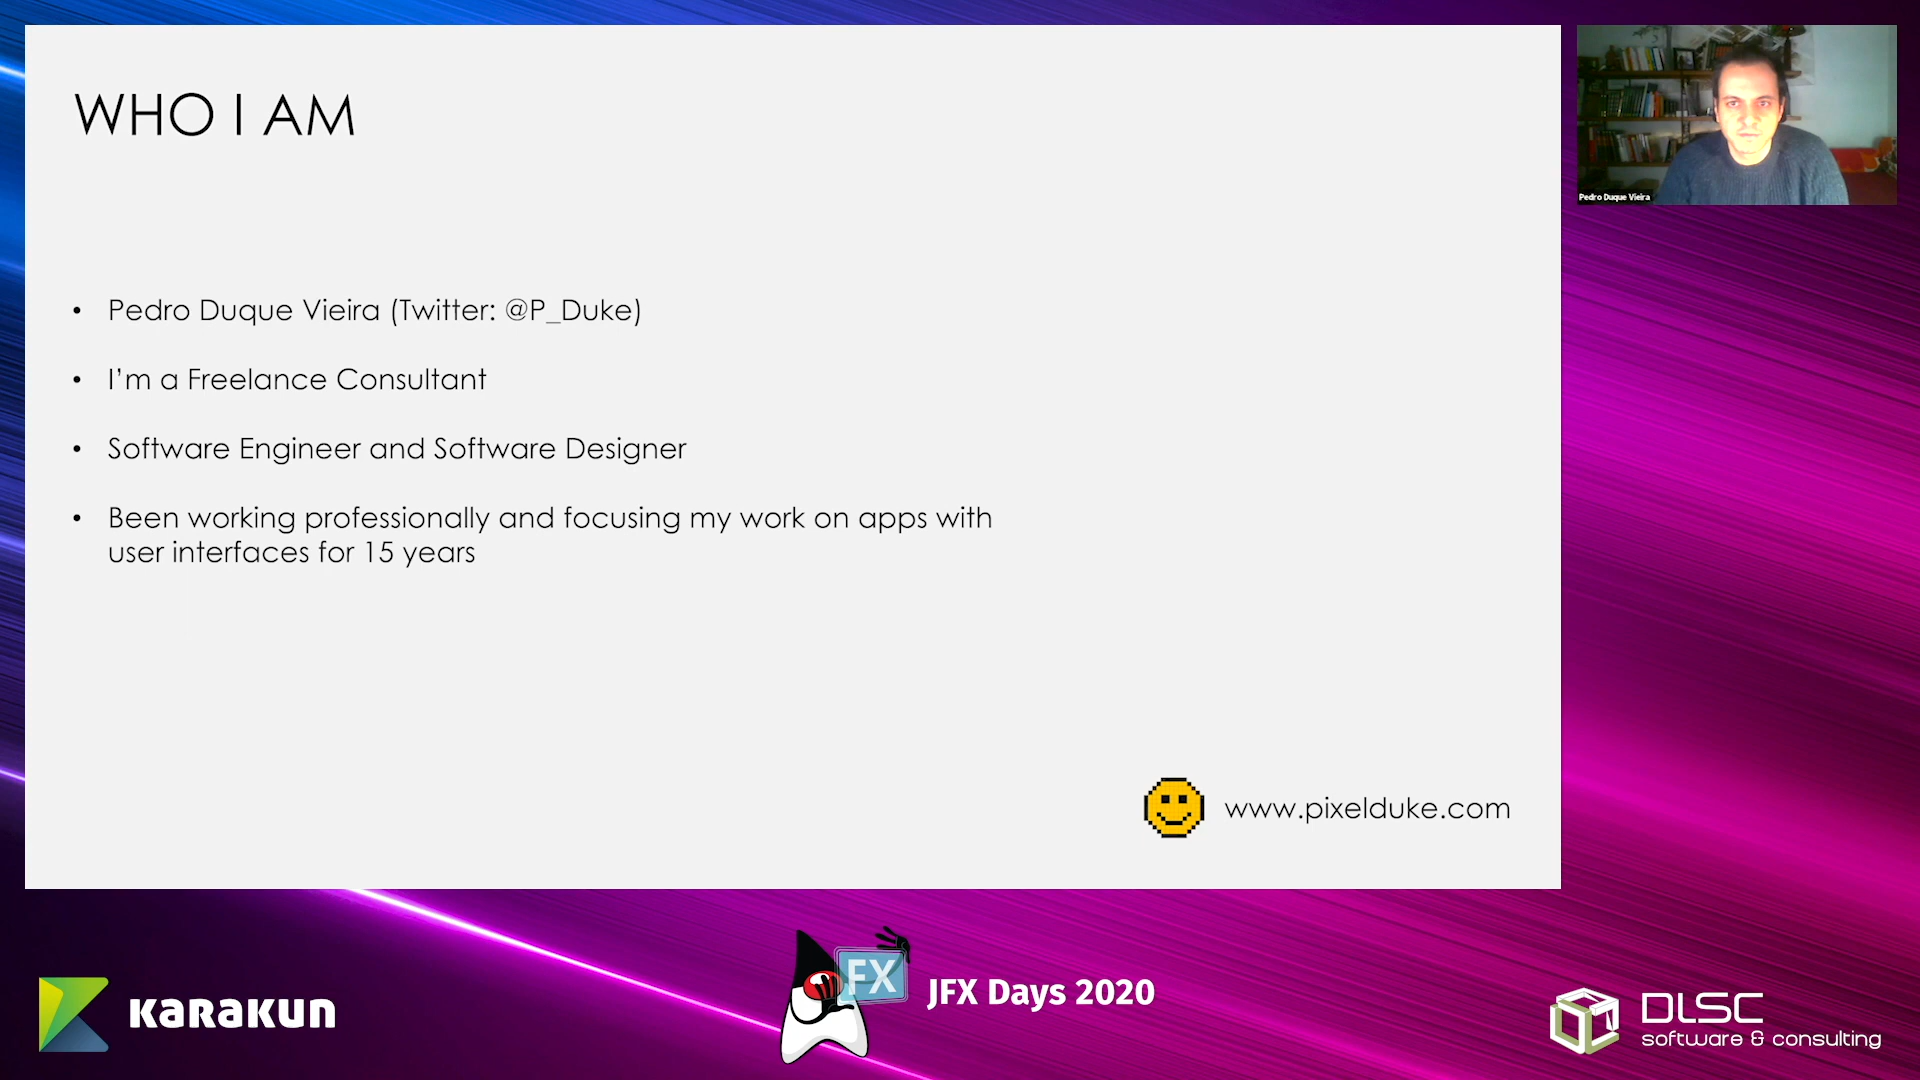 WHO I AM
Pedro Duque Vieira
• Pedro Duque Vieira (Twitter: @P_Duke)
• I’m a Freelance Consultant
• Software Engineer and Software Designer
• Been working professionally and focusing my work on apps with
user interfaces for 15 years
www.pixelduke.com
FX
JFX Days 2020
KARAKUN
DLSC
software & consulting